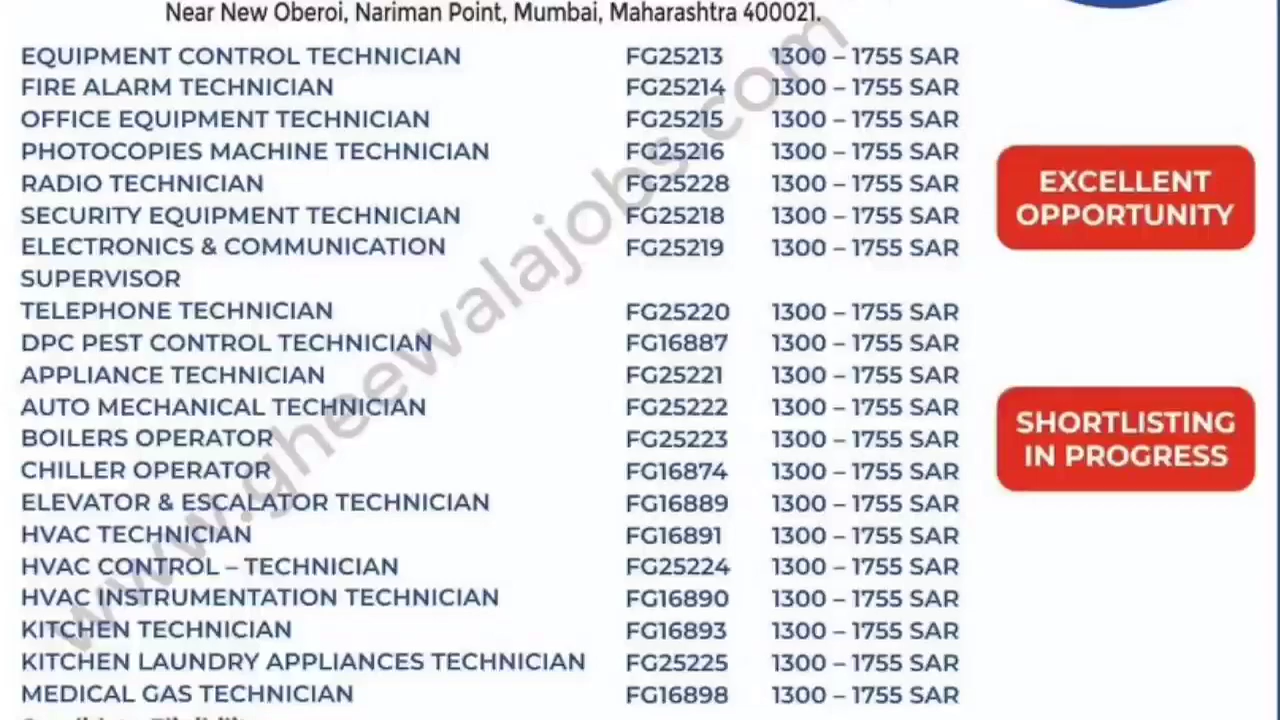 Near New Oberoi, Nariman Point, Mumbai, Maharashtra 400021.
EQUIPMENT CONTROL TECHNICIAN FG25213 1300 – 1755 SAR
FIRE ALARM TECHNICIAN FG25214 1300 – 1755 SAR
OFFICE EQUIPMENT TECHNICIAN FG25215 1300 – 1755 SAR
PHOTOCOPIES MACHINE TECHNICIAN FG25216 1300 – 1755 SAR
RADIO TECHNICIAN FG25228 1300 – 1755 SAR
SECURITY EQUIPMENT TECHNICIAN FG25218 1300 – 1755 SAR
ELECTRONICS & COMMUNICATION FG25219 1300 – 1755 SAR
SUPERVISOR
TELEPHONE TECHNICIAN FG25220 1300 – 1755 SAR
DPC PEST CONTROL TECHNICIAN FG16887 1300 – 1755 SAR
APPLIANCE TECHNICIAN FG25221 1300 – 1755 SAR
AUTO MECHANICAL TECHNICIAN FG25222 1300 – 1755 SAR
BOILERS OPERATOR FG25223 1300 – 1755 SAR
CHILLER OPERATOR FG16874 1300 – 1755 SAR
ELEVATOR & ESCALATOR TECHNICIAN FG16889 1300 – 1755 SAR
HVAC TECHNICIAN FG16891 1300 – 1755 SAR
HVAC CONTROL – TECHNICIAN FG25224 1300 – 1755 SAR
HVAC INSTRUMENTATION TECHNICIAN FG16890 1300 – 1755 SAR
KITCHEN TECHNICIAN FG16893 1300 – 1755 SAR
KITCHEN LAUNDRY APPLIANCES TECHNICIAN FG25225 1300 – 1755 SAR
MEDICAL GAS TECHNICIAN FG16898 1300 – 1755 SAR
EXCELLENT
OPPORTUNITY
SHORTLISTING
IN PROGRESS
www.gheewalajobs.com